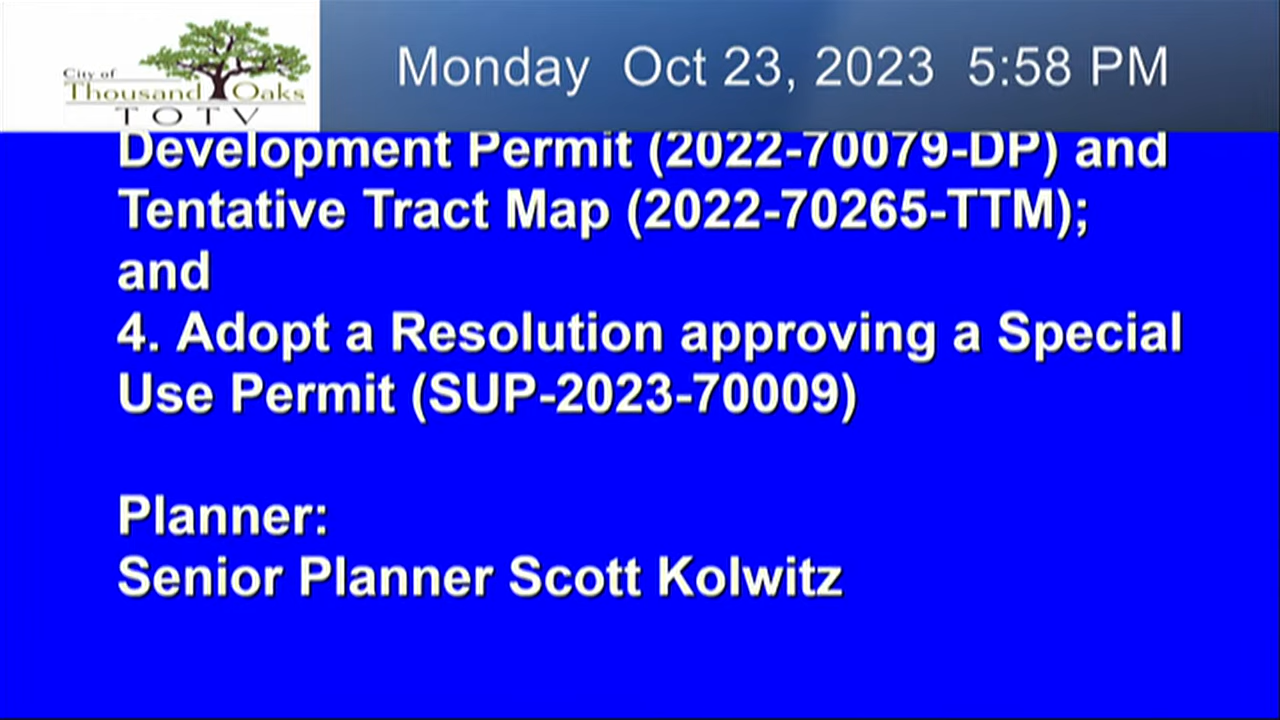 City of
Thousand Oaks
TOTV
Monday Oct 23, 2023 5:58 PM
Development Permit (2022-70079-DP) and
Tentative Tract Map (2022-70265-TTM);
and
4. Adopt a Resolution approving a Special
Use Permit (SUP-2023-70009)
Planner:
Senior Planner Scott Kolwitz